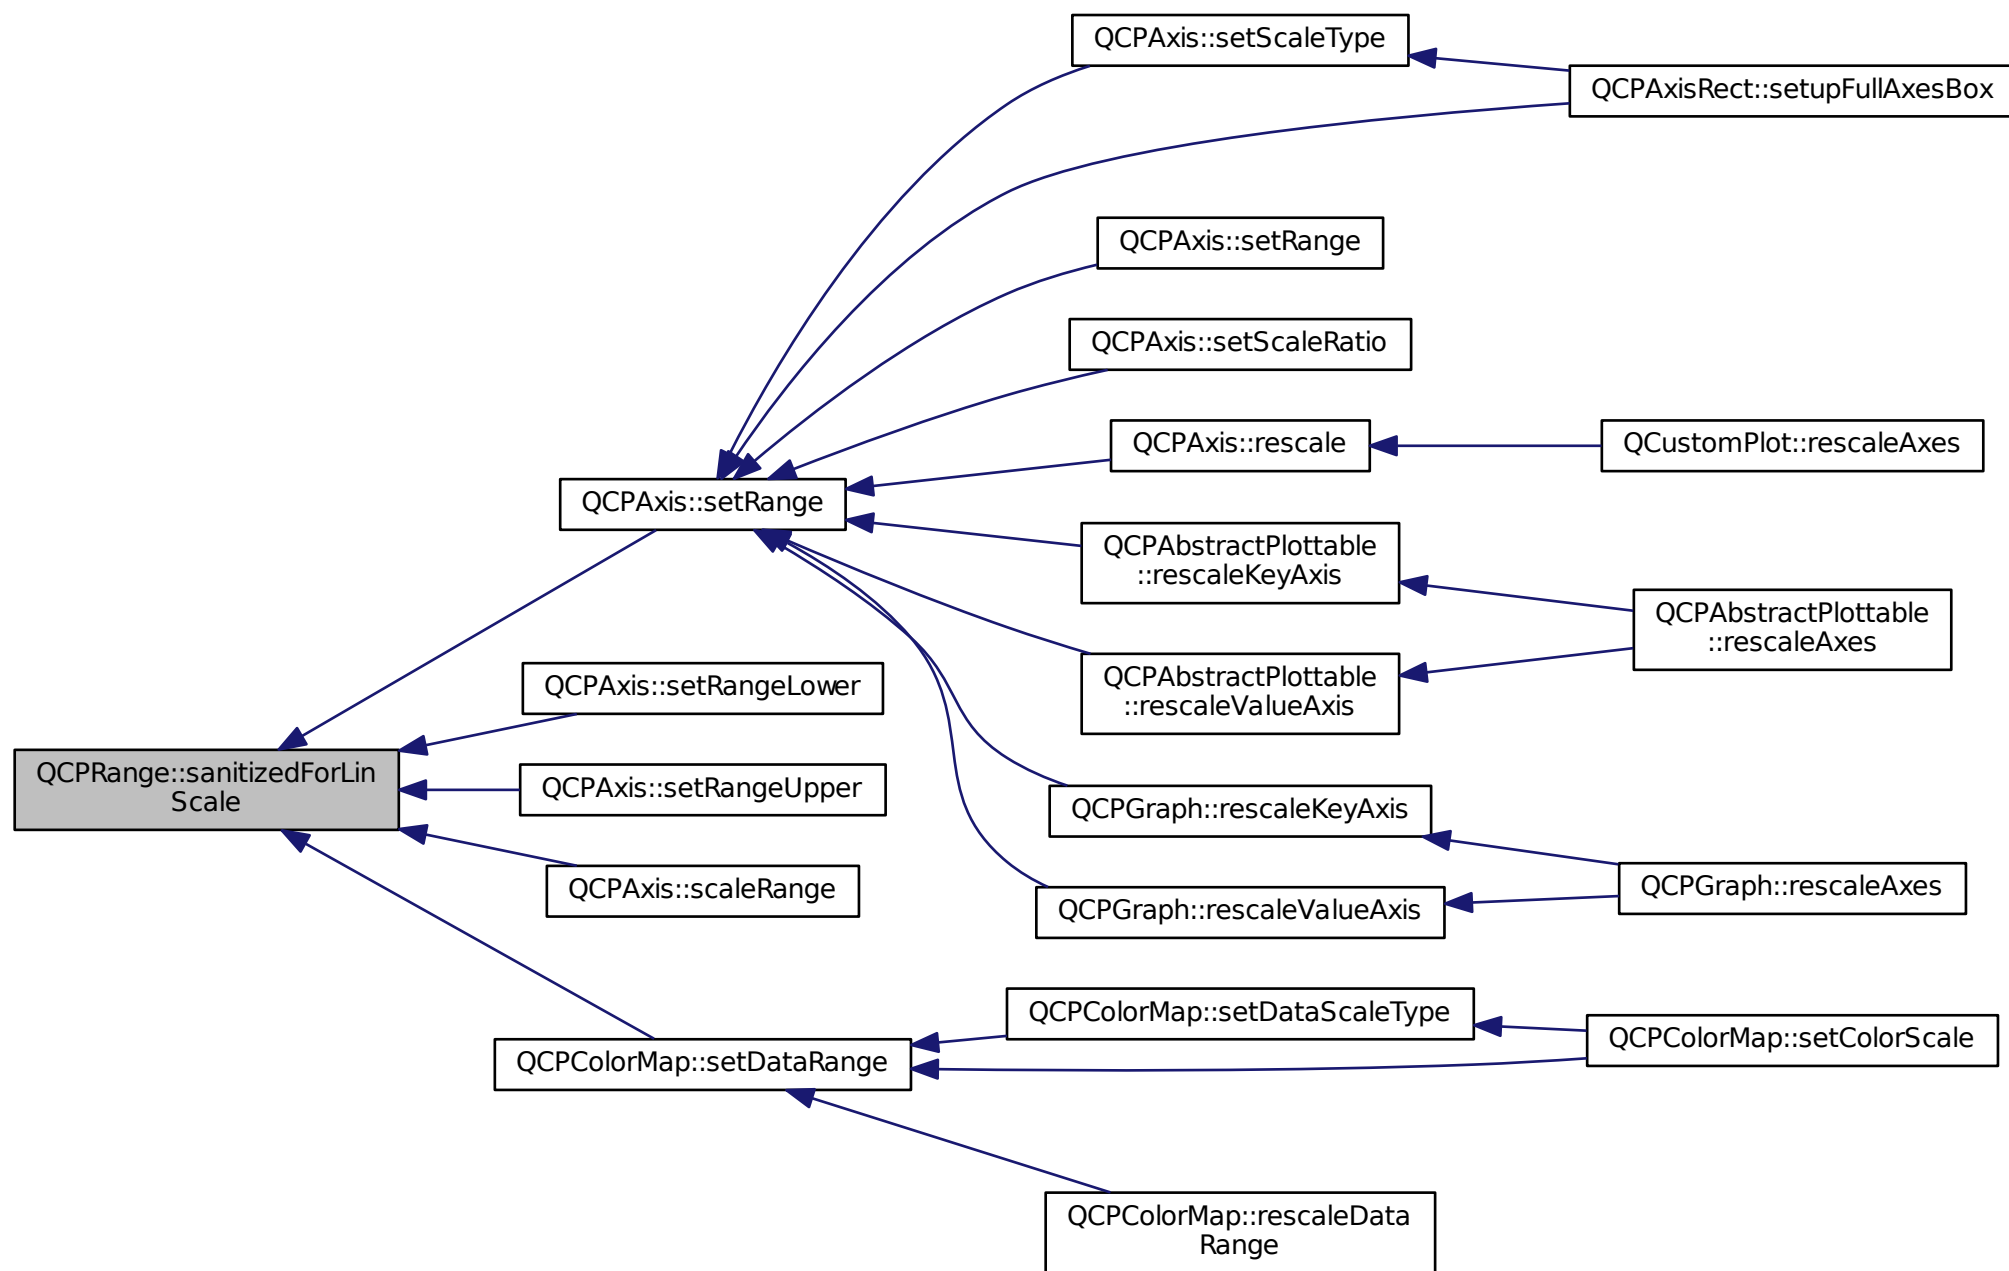 QCPAxis::setScaleType
QCPAxisRect::setupFullAxesBox
QCPAxis::setRange
QCPAxis::setScaleRatio
QCPAxis::rescale
QCustomPlot::rescaleAxes
QCPAxis::setRange
QCPAbstractPlottable
::rescaleKeyAxis
QCPAbstractPlottable
::rescaleAxes
QCPAxis::setRangeLower
QCPAbstractPlottable
::rescaleValueAxis
QCPRange::sanitizedForLin
Scale
QCPAxis::setRangeUpper
QCPGraph::rescaleKeyAxis
QCPAxis::scaleRange
QCPGraph::rescaleAxes
QCPGraph::rescaleValueAxis
QCPColorMap::setDataScaleType
QCPColorMap::setColorScale
QCPColorMap::setDataRange
QCPColorMap::rescaleData
Range